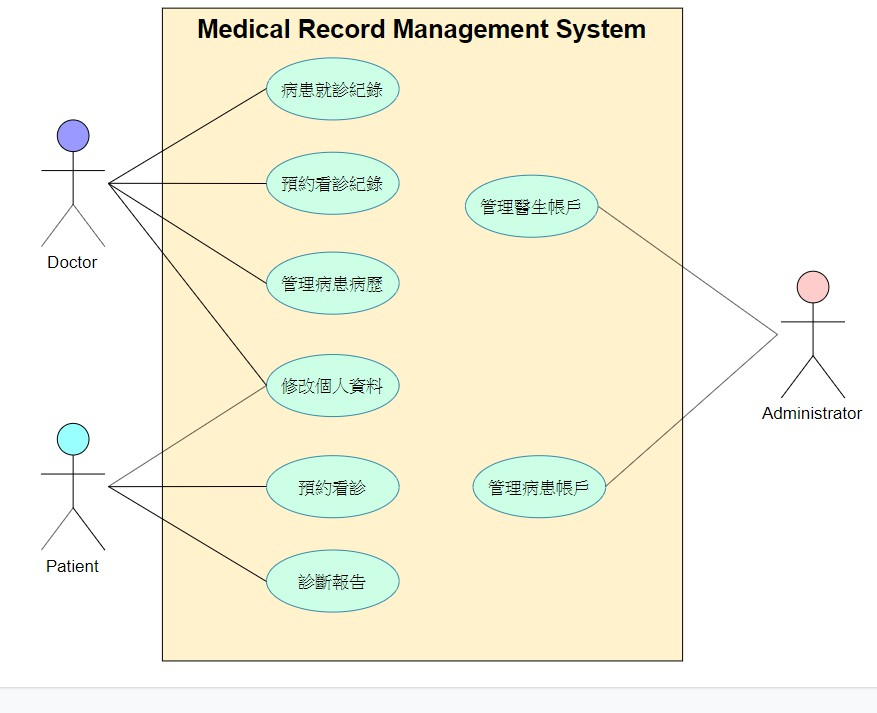 Medical Record Management System
病患就診紀錄
預約看診紀錄
管理醫生帳戶
Doctor
管理病患病歷
修改個人資料
Administrator
預約看診
管理病患帳戶
Patient
診斷報告